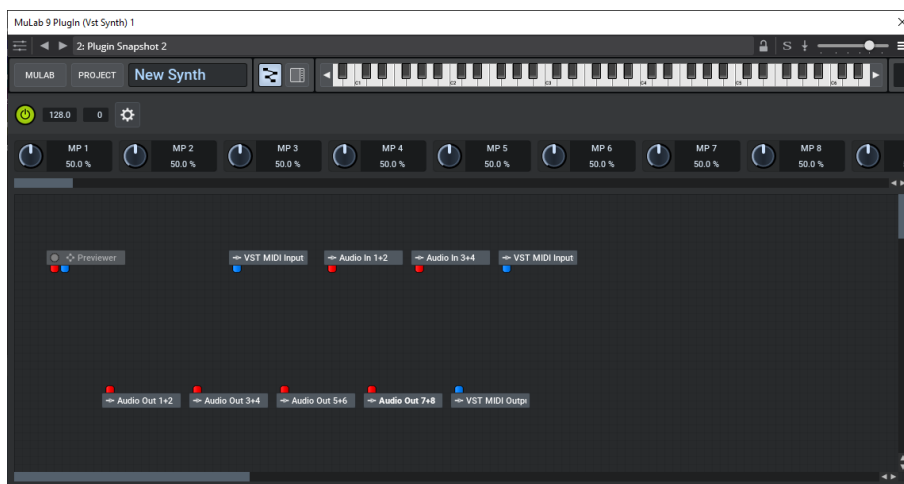 MuLab 9 PlugIn (Vst Synth) 1
2: Plugin Snapshot 2
S
MULAB PROJECT New Synth
C1 C2 C3 C4 C5 C6
128.0 0
MP 1 MP 2 MP 3 MP 4 MP 5 MP 6 MP 7 MP 8
50.0 % 50.0 % 50.0 % 50.0 % 50.0 % 50.0 % 50.0 % 50.0 %
Previewer VST MIDI Input Audio In 1+2 Audio In 3+4 VST MIDI Input
Audio Out 1+2 Audio Out 3+4 Audio Out 5+6 Audio Out 7+8 VST MIDI Outp